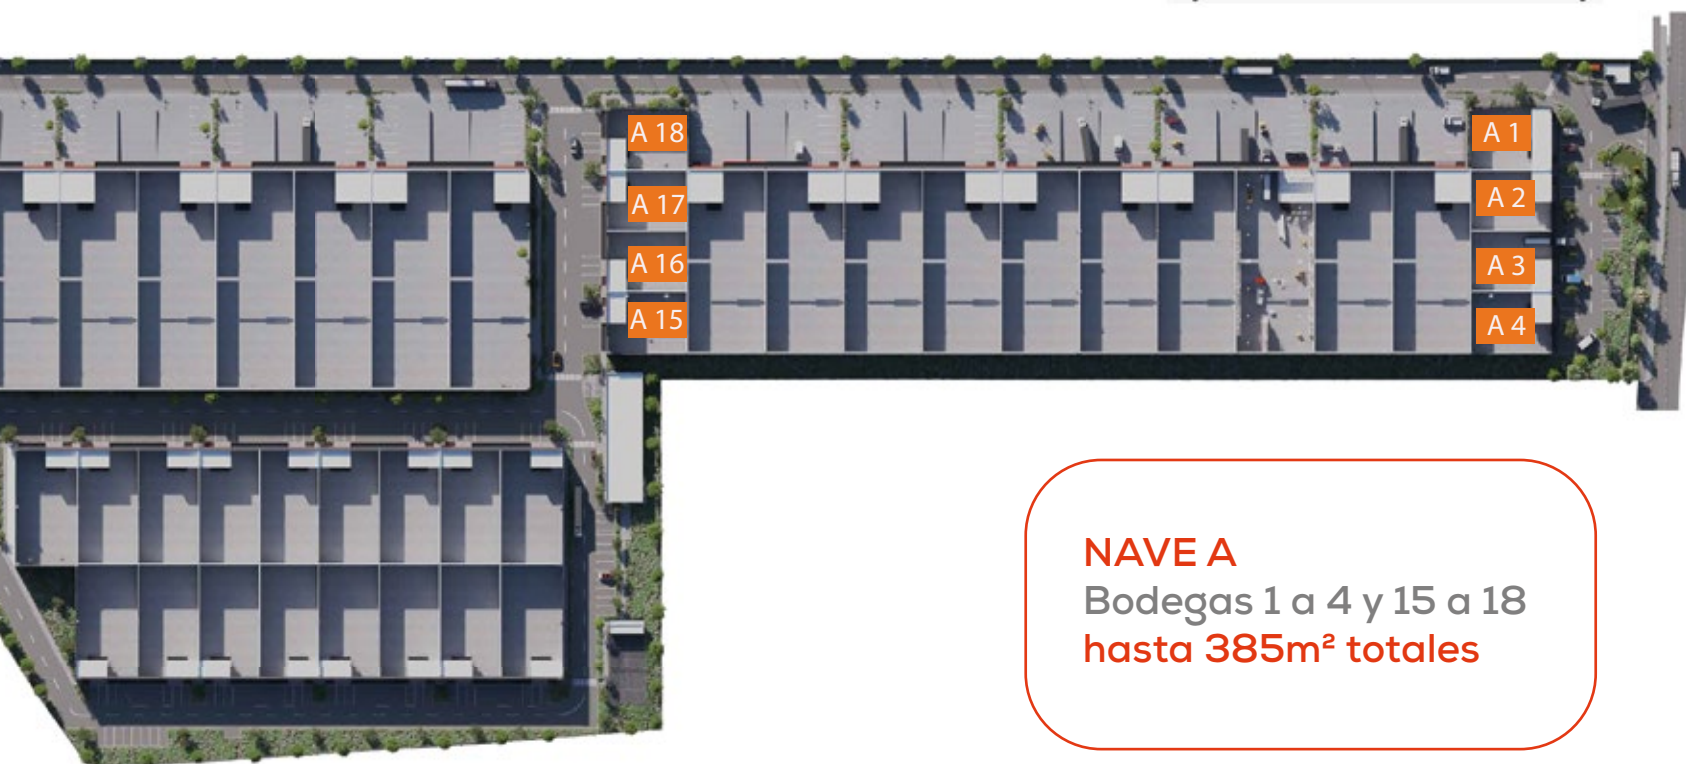 A 18
A 1
A 17
A 2
A 16
A 3
A 15
A 4
NAVE A
Bodegas 1 a 4 y 15 a 18
hasta 385m² totales